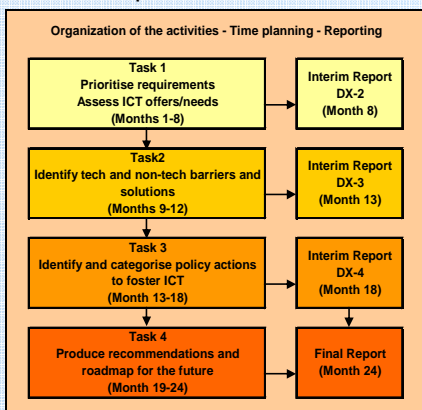 Organization of the activities - Time planning - Reporting
Task 1
Prioritise requirements
Assess ICT offers/needs
(Months 1-8)
Interim Report
DX-2
(Month 8)
Task2
Identify tech and non-tech barriers and
solutions
(Months 9-12)
Interim Report
DX-3
(Month 13)
Task 3
Identify and categorise policy actions
to foster ICT
(Month 13-18)
Interim Report
DX-4
(Month 18)
Task 4
Produce recommendations and
roadmap for the future
(Month 19-24)
Final Report
(Month 24)